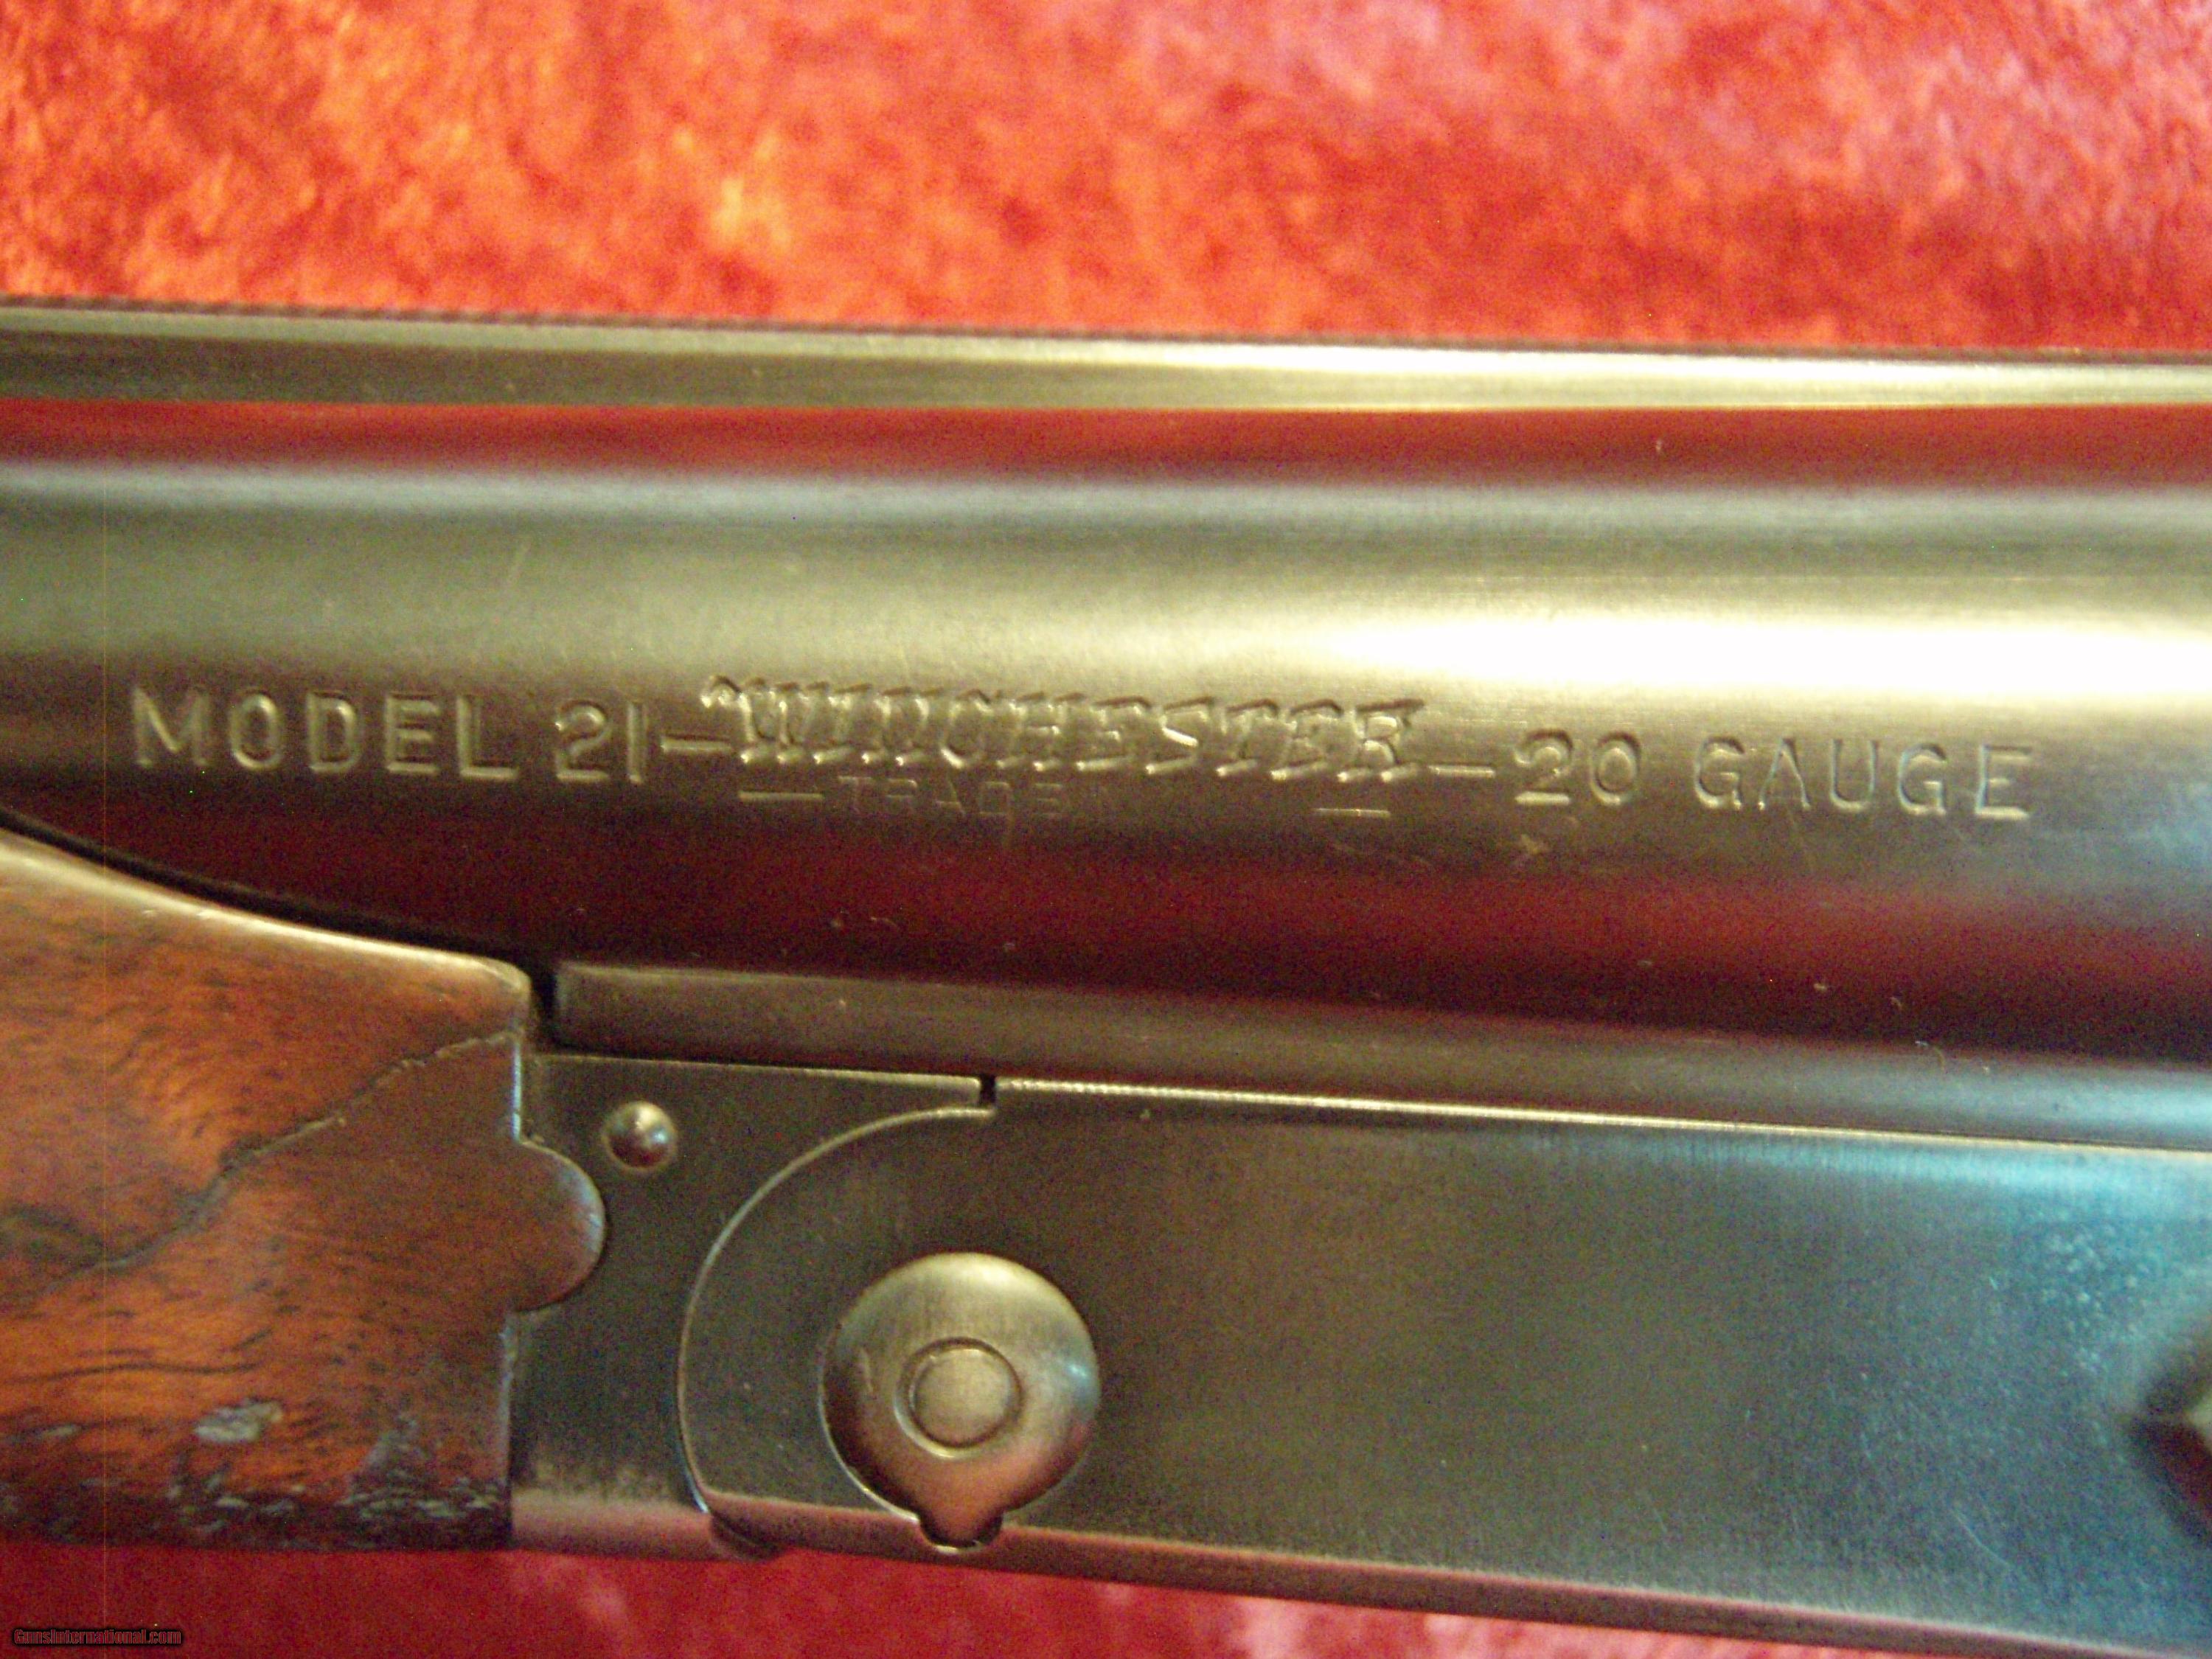 MODEL 21-WINCHESTER-20 GAUGE
—TRADE —
GunsInternational.com